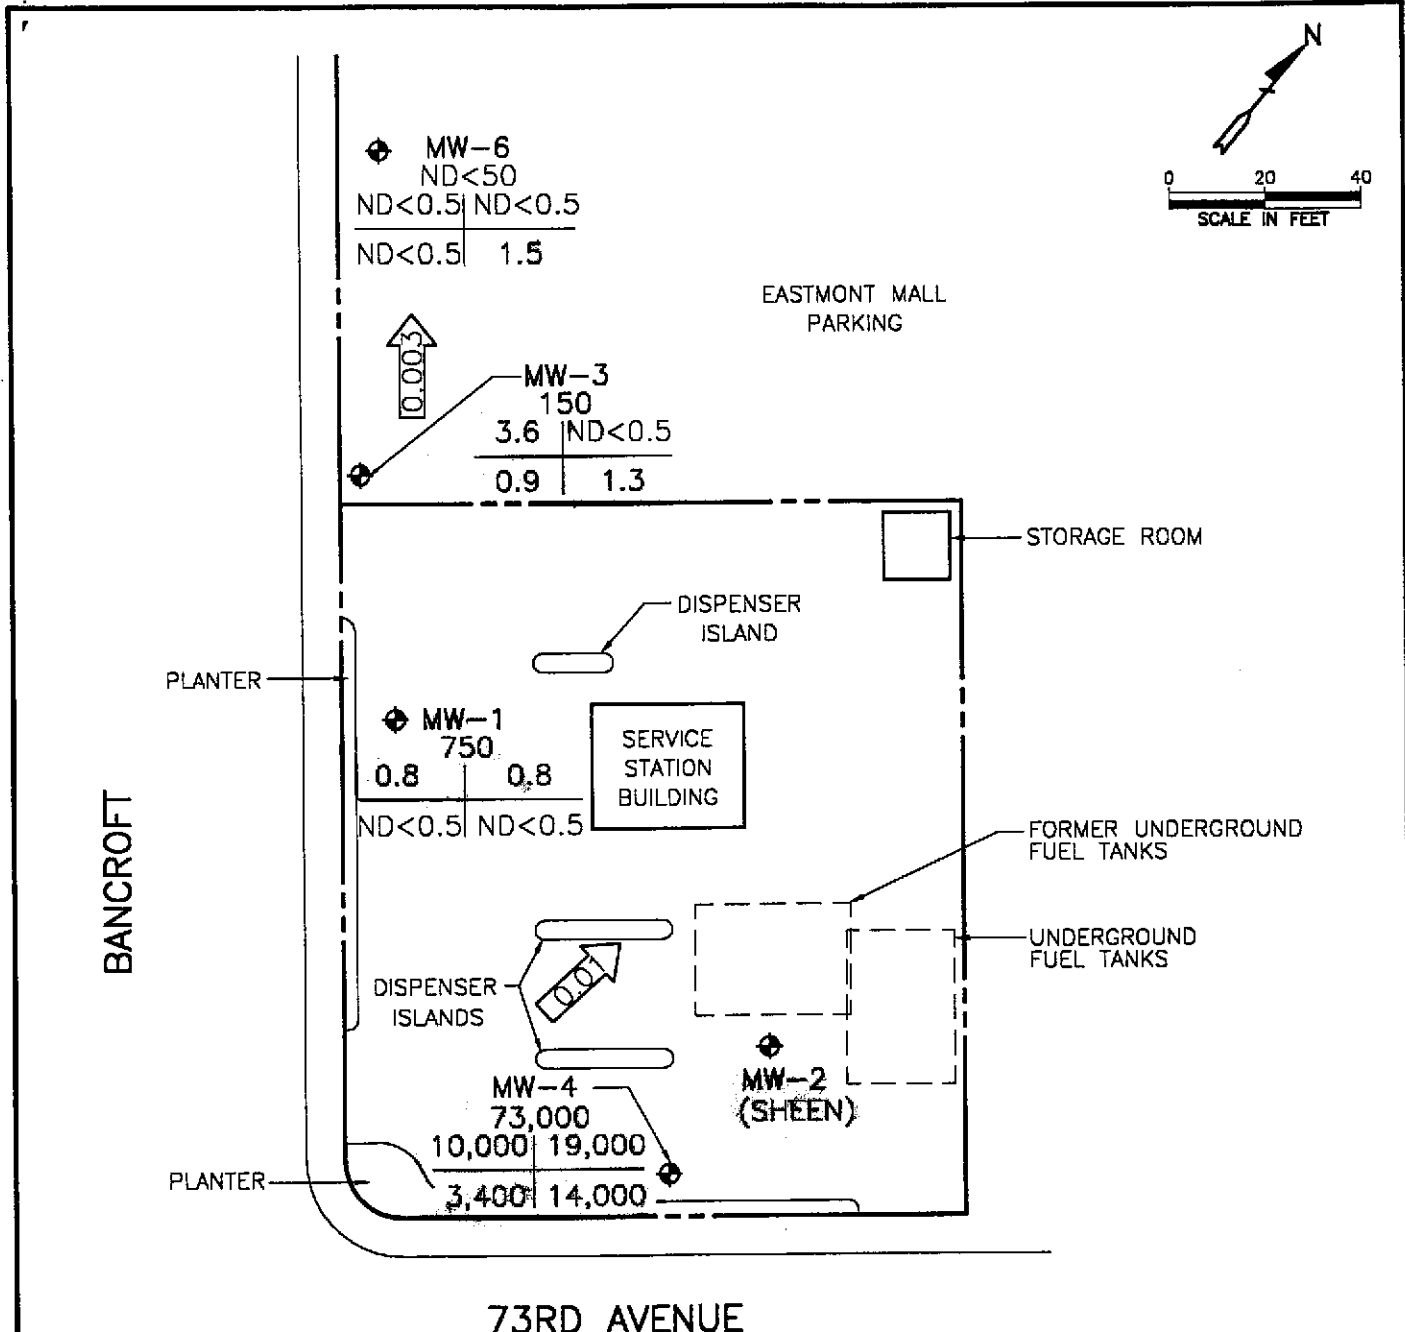 N
0 20 40
SCALE IN FEET
MW-6
ND<50
ND<0.5 ND<0.5
ND<0.5 1.5
EASTMONT MALL
PARKING
0.003
MW-3
150
3.6 ND<0.5
0.9 1.3
STORAGE ROOM
DISPENSER
ISLAND
PLANTER
MW-1
750
0.8 0.8
ND<0.5 ND<0.5
SERVICE
STATION
BUILDING
BANCROFT
FORMER UNDERGROUND
FUEL TANKS
UNDERGROUND
FUEL TANKS
DISPENSER
ISLANDS
MW-2
(SHEEN)
MW-4
73,000
10,000 19,000
3,400 14,000
PLANTER
73RD AVENUE